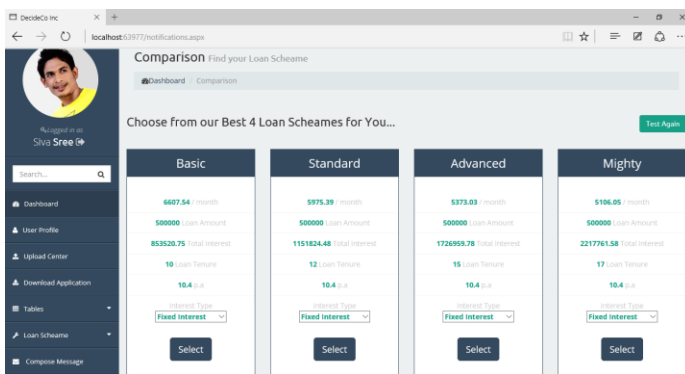 DecideCo Inc
localhost:63977/notifications.aspx
Comparison Find your Loan Scheame
Dashboard / Comparison
Logged in as
Siva Sree
Choose from our Best 4 Loan Scheames for You...
Test Again
Search...
Dashboard
User Profile
Upload Center
Download Application
Tables
Loan Scheame
Compose Message
Basic
6607.54 / month
500000 Loan Amount
853520.75 Total Interest
10 Loan Tenure
10.4 p.a
Interest Type
Fixed Interest
Select
Standard
5975.39 / month
500000 Loan Amount
1151824.48 Total Interest
12 Loan Tenure
10.4 p.a
Interest Type
Fixed Interest
Select
Advanced
5373.03 / month
500000 Loan Amount
1726959.78 Total Interest
15 Loan Tenure
10.4 p.a
Interest Type
Fixed Interest
Select
Mighty
5106.05 / month
500000 Loan Amount
2217761.58 Total Interest
17 Loan Tenure
10.4 p.a
Interest Type
Fixed Interest
Select